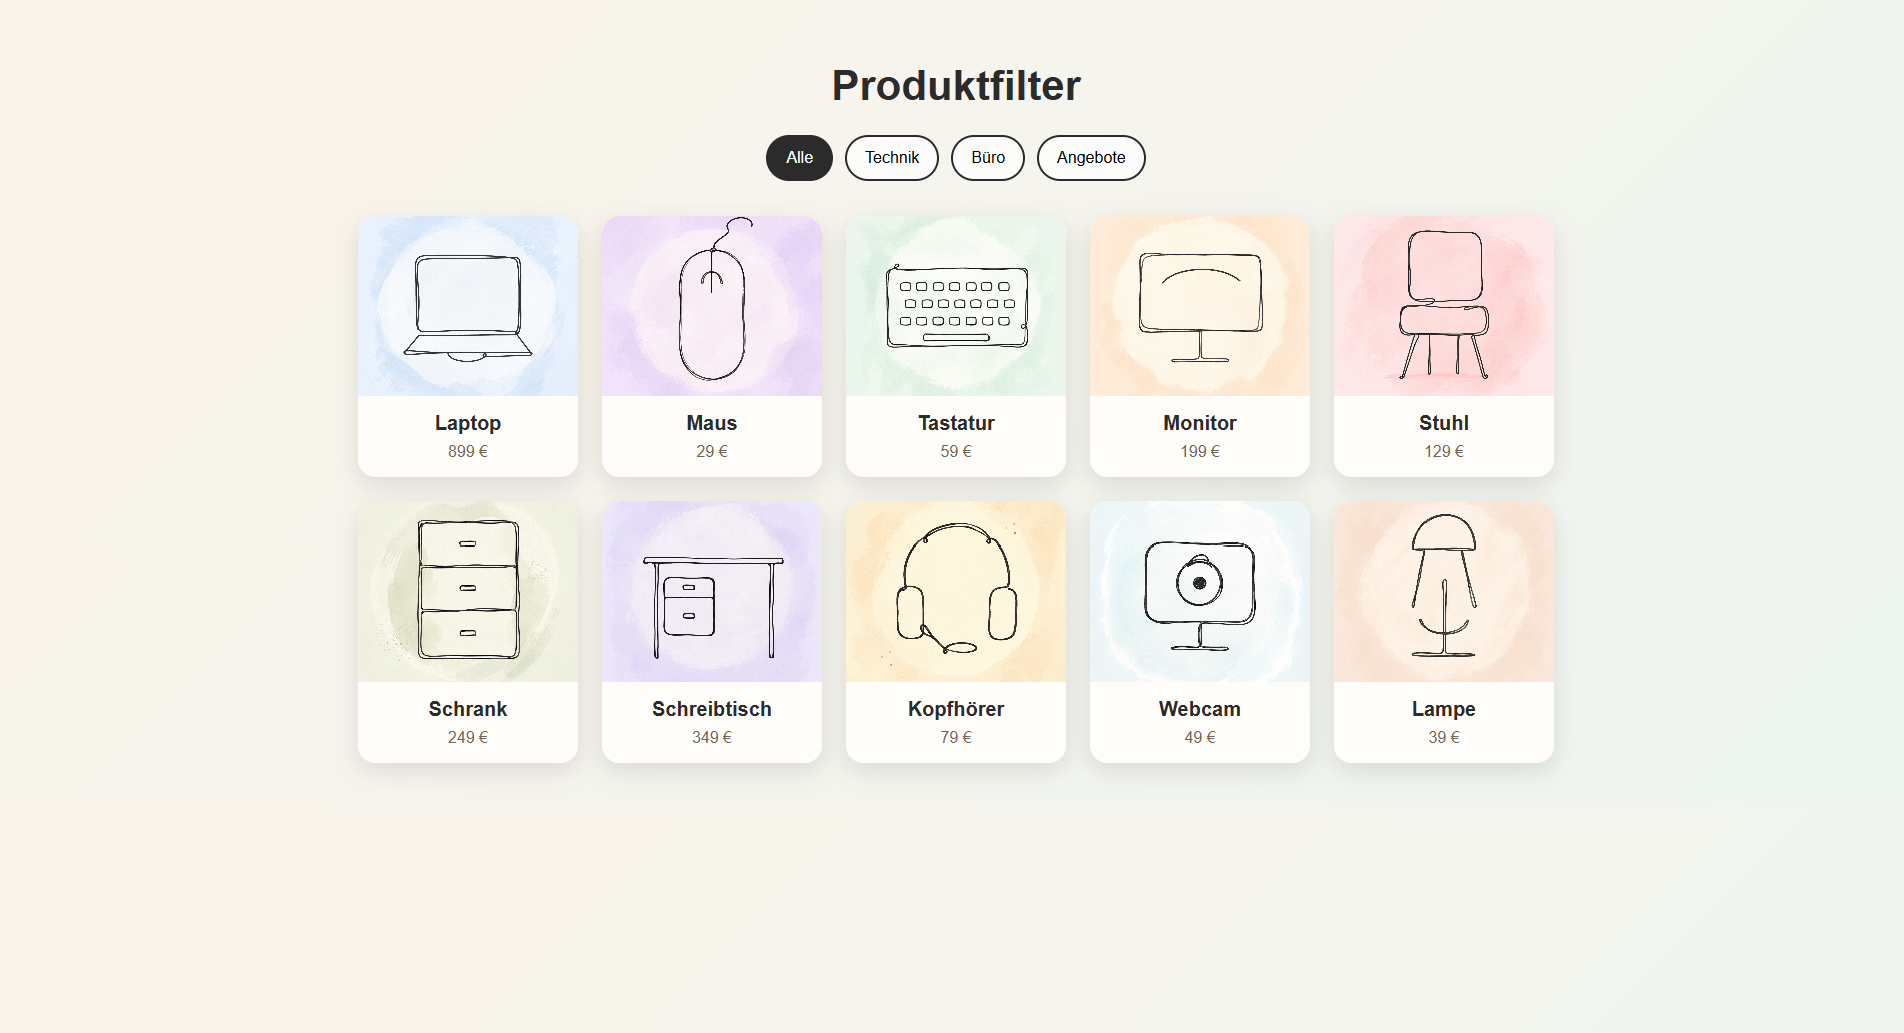 Produktfilter
Alle Technik Büro Angebote
Laptop Maus Tastatur Monitor Stuhl
899 € 29 € 59 € 199 € 129 €
Schrank Schreibtisch Kopfhörer Webcam Lampe
249 € 349 € 79 € 49 € 39 €